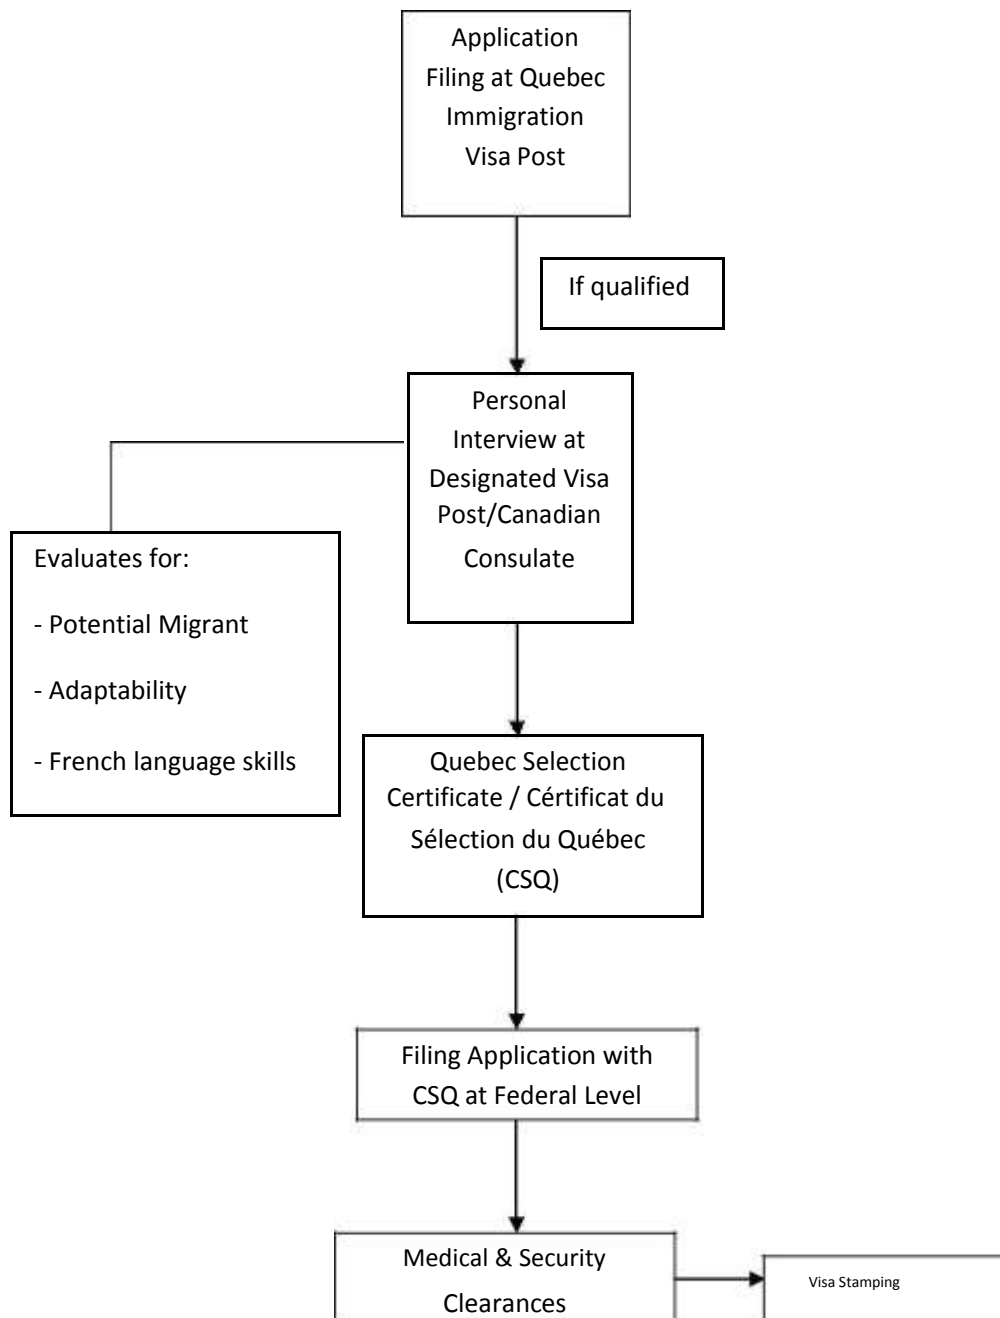 Application
Filing at Quebec
Immigration
Visa Post
If qualified
Personal
Interview at
Designated Visa
Post/Canadian
Consulate
Evaluates for:
- Potential Migrant
- Adaptability
- French language skills
Quebec Selection
Certificate / Cértificat du
Sélection du Québec
(CSQ)
Filing Application with
CSQ at Federal Level
Medical & Security
Clearances
Visa Stamping